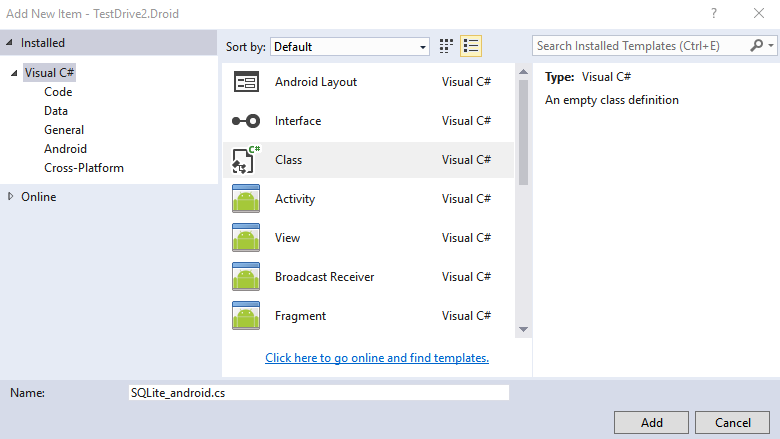 Add New Item - TestDrive2.Droid ?
Installed
Visual C#
Code
Data
General
Android
Cross-Platform
Online
Sort by: Default
Android Layout Visual C#
Interface Visual C#
C# Class Visual C#
Activity Visual C#
View Visual C#
Broadcast Receiver Visual C#
Fragment Visual C#
Click here to go online and find templates.
Search Installed Templates (Ctrl+E)
Type: Visual C#
An empty class definition
Name: SQLite_android.cs
Add Cancel